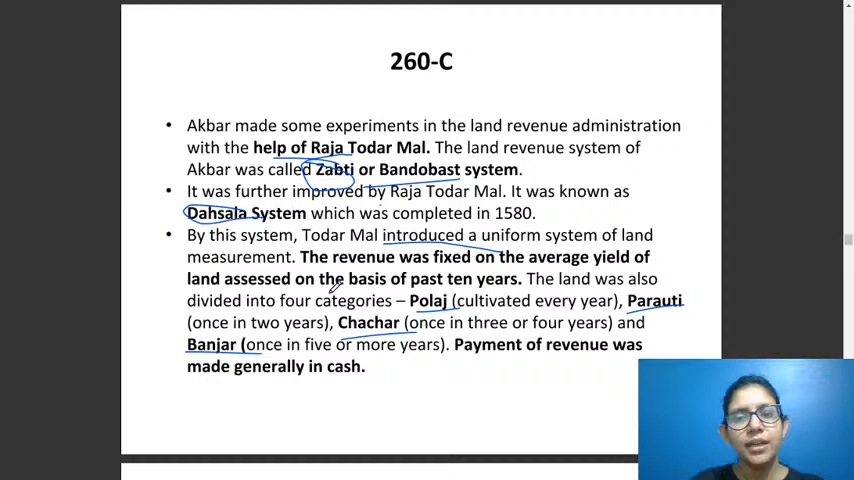 260-C
• Akbar made some experiments in the land revenue administration
with the help of Raja Todar Mal. The land revenue system of
Akbar was called Zabti or Bandobast system.
• It was further improved by Raja Todar Mal. It was known as
Dahsala System which was completed in 1580.
• By this system, Todar Mal introduced a uniform system of land
measurement. The revenue was fixed on the average yield of
land assessed on the basis of past ten years. The land was also
divided into four categories – Polaj (cultivated every year), Parauti
(once in two years), Chachar (once in three or four years) and
Banjar (once in five or more years). Payment of revenue was
made generally in cash.